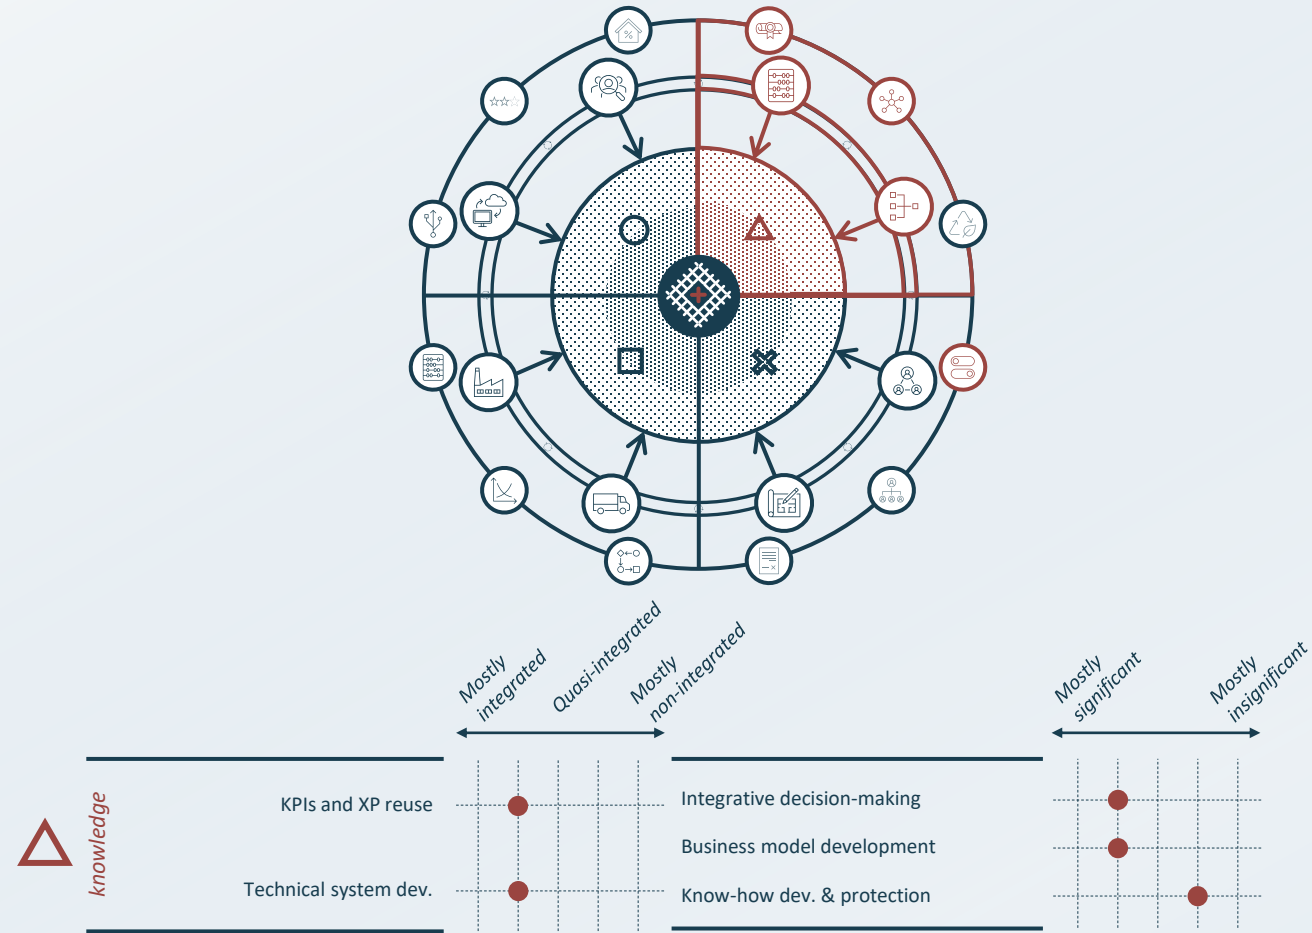 Mostly
integrated
Quasi-integrated
Mostly
non-integrated
Mostly
significant
Mostly
insignificant
knowledge
KPIs and XP reuse
Technical system dev.
Integrative decision-making
Business model development
Know-how dev. & protection